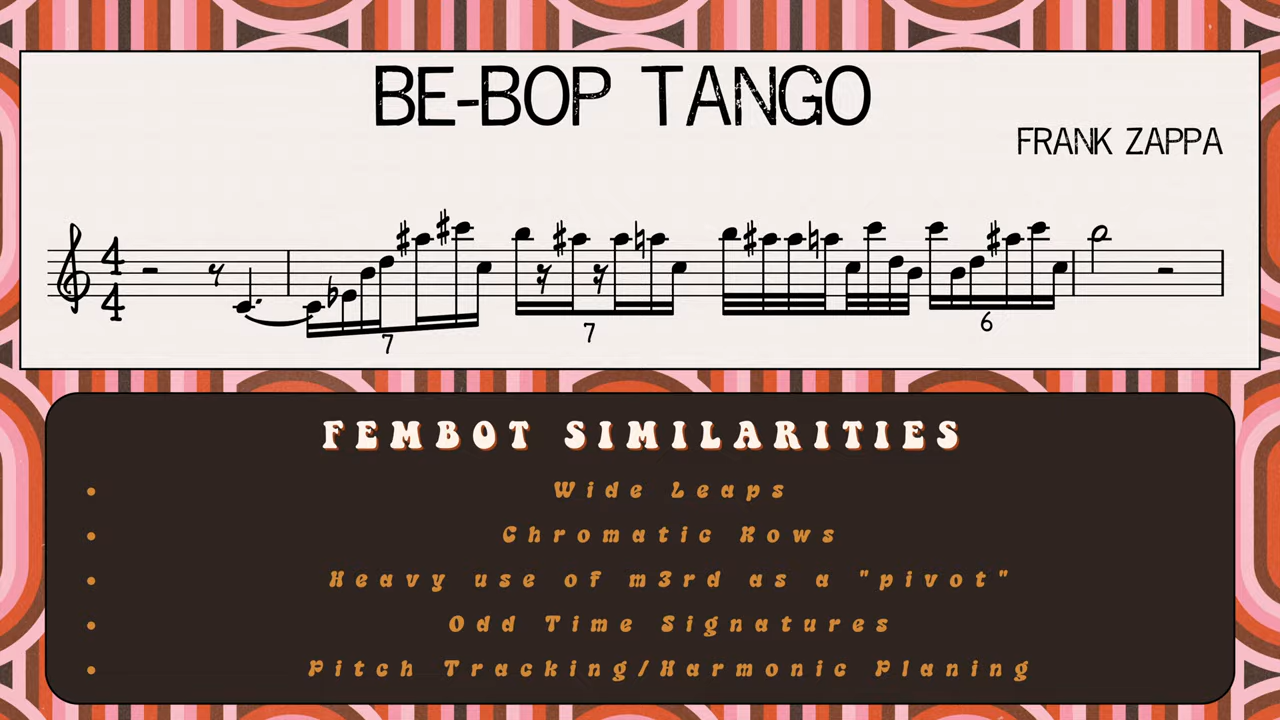 BE-BOP TANGO
FRANK ZAPPA
4
4
7
7
6
FEMBOT SIMILARITIES
• Wide Leaps
• Chromatic Rows
• Heavy use of m3rd as a "pivot"
• Odd Time Signatures
• Pitch Tracking/Harmonic Planing